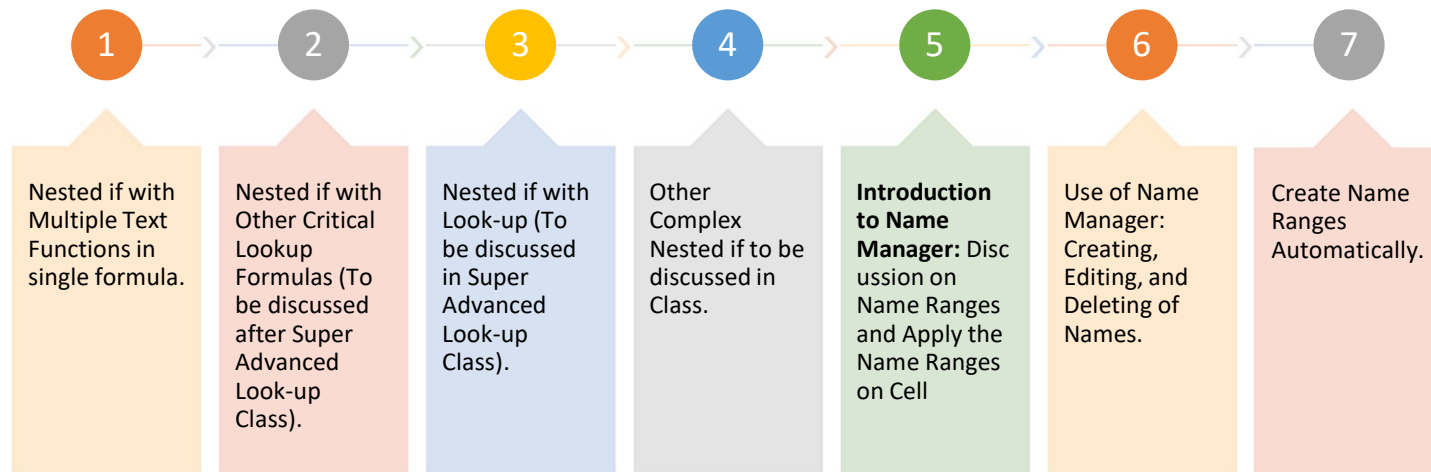 1
2
3
4
5
6
7
Nested if with
Multiple Text
Functions in
single formula.
Nested if with
Other Critical
Lookup
Formulas (To
be discussed
after Super
Advanced
Look-up
Class).
Nested if with
Look-up (To
be discussed
in Super
Advanced
Look-up
Class).
Other
Complex
Nested if to be
discussed in
Class.
Introduction
to Name
Manager: Disc
ussion on
Name Ranges
and Apply the
Name Ranges
on Cell
Use of Name
Manager:
Creating,
Editing, and
Deleting of
Names.
Create Name
Ranges
Automatically.